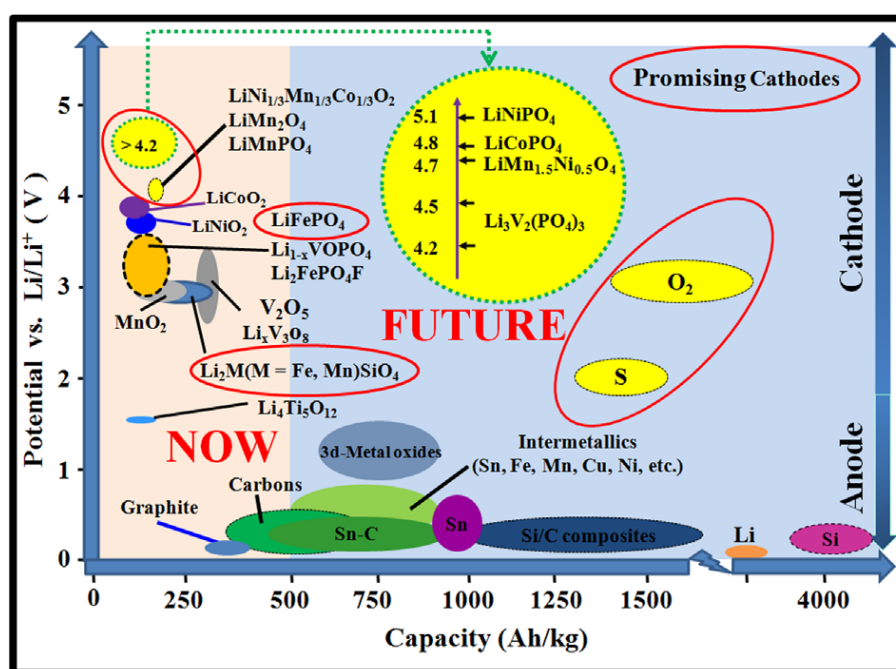 Promising Cathodes
Potential vs. Li/Li⁺ ( V )
5
4
3
2
1
0
> 4.2
LiNi₁/₃Mn₁/₃Co₁/₃O₂
LiMn₂O₄
LiMnPO₄
LiCoO₂
LiNiO₂
LiFePO₄
Li₁₋ₓVOPO₄
Li₂FePO₄F
MnO₂
V₂O₅
LiₓV₃o₈
Li₂M(M = Fe, Mn)SiO₄
Li₄Ti₅O₁₂
NOW
5.1
LiNiPO₄
4.8
LiCoPO₄
4.7
LiMn₁.₅Ni₀.₅O₄
4.5
Li₃V₂(PO₄)₃
4.2
FUTURE
O₂
S
Cathode
Anode
3d-Metal oxides
Intermetallics
(Sn, Fe, Mn, Cu, Ni, etc.)
Carbons
Graphite
Sn-C
Sn
Si/C composites
Li
Si
0
250
500
750
1000
1250
1500
4000
Capacity (Ah/kg)